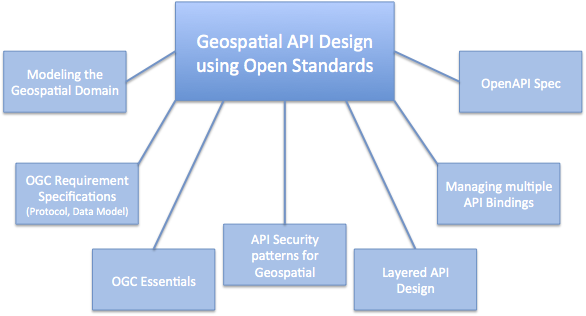 Geospatial API Design
using Open Standards
Modeling the
Geospatial Domain
OpenAPI Spec
OGC Requirement
Specifications
(Protocol, Data Model)
Managing multiple
API Bindings
OGC Essentials
API Security
patterns for
Geospatial
Layered API
Design